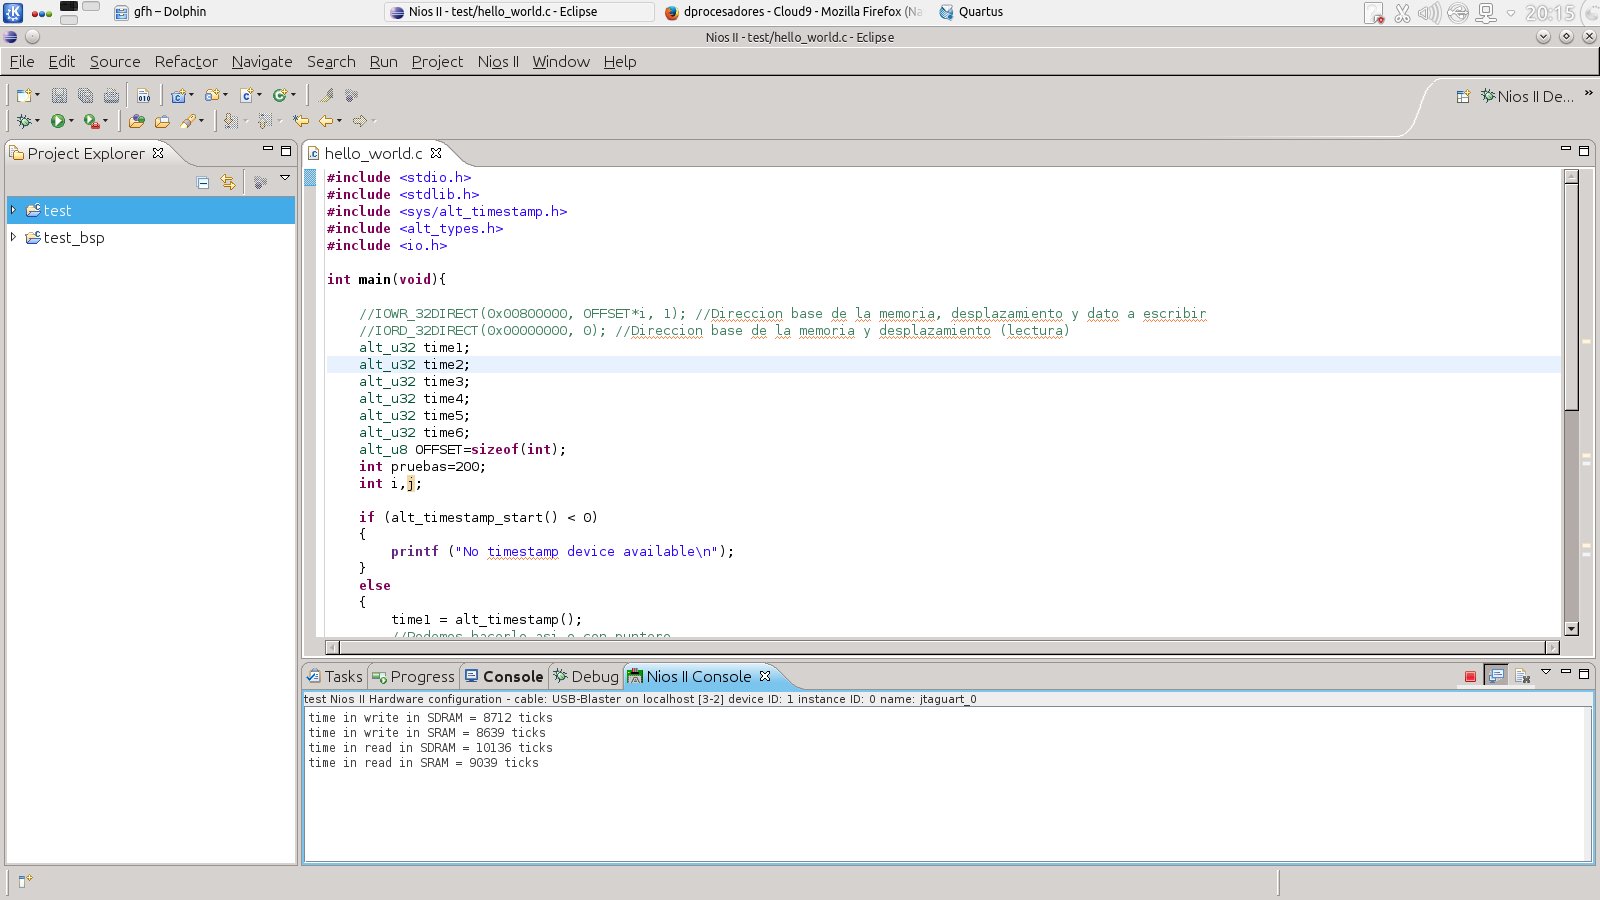 gfh – Dolphin
Nios II - test/hello_world.c - Eclipse
dprocesadores - Cloud9 - Mozilla Firefox (Na
Quartus
20:15
Nios II - test/hello_world.c - Eclipse
File Edit Source Refactor Navigate Search Run Project Nios II Window Help
Nios II De... »
Project Explorer
test
test_bsp
hello_world.c
#include <stdio.h>
#include <stdlib.h>
#include <sys/alt_timestamp.h>
#include <alt_types.h>
#include <io.h>
int main(void){
//IOWR_32DIRECT(0x00800000, OFFSET*i, 1); //Direccion base de la memoria, desplazamiento y dato a escribir
//IORD_32DIRECT(0x00000000, 0); //Direccion base de la memoria y desplazamiento (lectura)
alt_u32 time1;
alt_u32 time2;
alt_u32 time3;
alt_u32 time4;
alt_u32 time5;
alt_u32 time6;
alt_u8 OFFSET=sizeof(int);
int pruebas=200;
int i,j;
if (alt_timestamp_start() < 0)
{
printf ("No timestamp device available\n");
}
else
{
time1 = alt_timestamp();
//Podemos hacerlo asi o con puntero
Tasks Progress Console Debug Nios II Console
test Nios II Hardware configuration - cable: USB-Blaster on localhost [3-2] device ID: 1 instance ID: 0 name: jtaguart_0
time in write in SDRAM = 8712 ticks
time in write in SRAM = 8639 ticks
time in read in SDRAM = 10136 ticks
time in read in SRAM = 9039 ticks